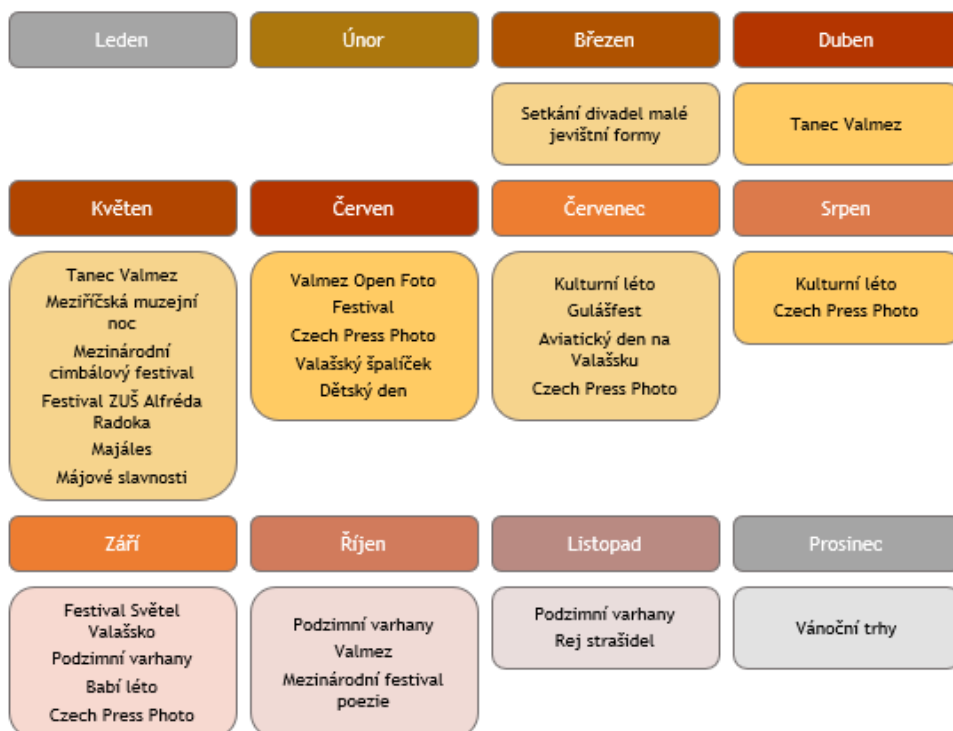 Leden
Únor
Březen
Duben
Setkání divadel malé
jevištní formy
Tanec Valmez
Květen
Červen
Červenec
Srpen
Tanec Valmez
Meziříčská muzejní
noc
Mezinárodní
cimbálový festival
Festival ZUŠ Alfréda
Radoka
Majáles
Májové slavnosti
Valmez Open Foto
Festival
Czech Press Photo
Valašský špalíček
Dětský den
Kulturní léto
Gulášfest
Aviatický den na
Valašsku
Czech Press Photo
Kulturní léto
Czech Press Photo
Září
Říjen
Listopad
Prosinec
Festival Světel
Valašsko
Podzimní varhany
Babí léto
Czech Press Photo
Podzimní varhany
Valmez
Mezinárodní festival
poezie
Podzimní varhany
Rej strašidel
Vánoční trhy